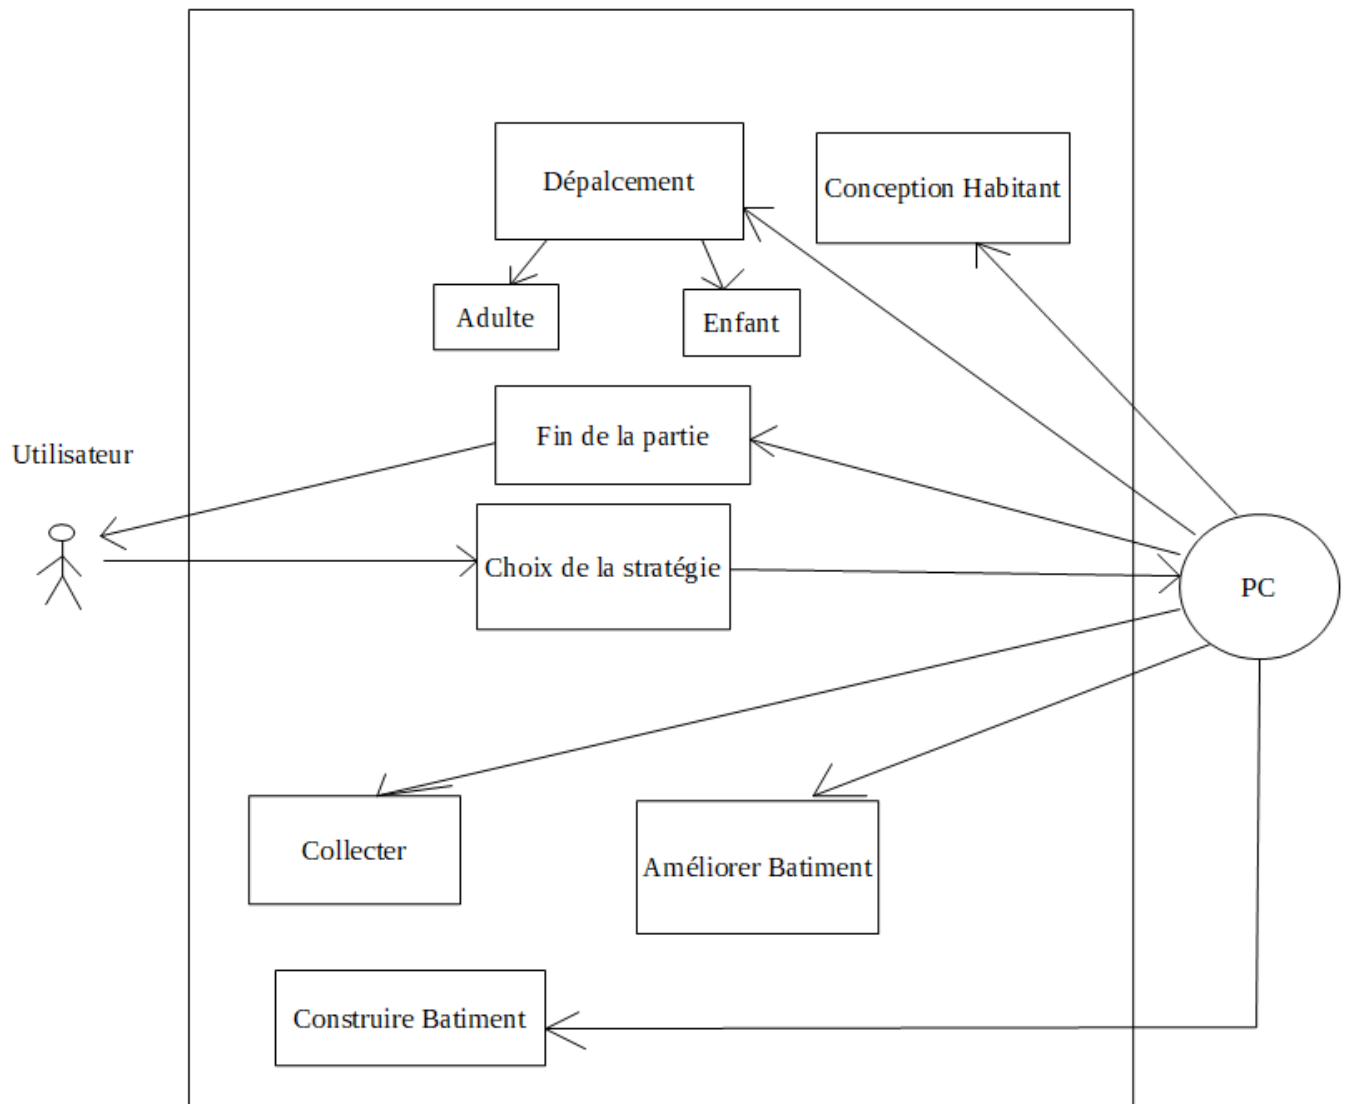 Dépalcement
Conception Habitant
Adulte
Enfant
Fin de la partie
Utilisateur
Choix de la stratégie
PC
Collecter
Améliorer Batiment
Construire Batiment